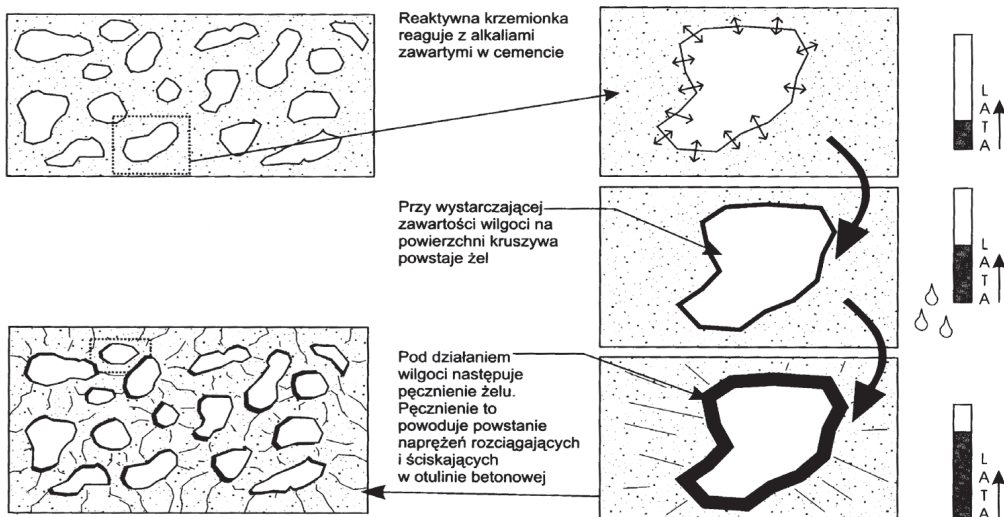 Reaktywna krzemionka
reaguje z alkaliami
zawartymi w cemencie
LATA
Przy wystarczającej
zawartości wilgoci na
powierzchni kruszywa
powstaje żel
LATA
Pod działaniem
wilgoci następuje
pęcznienie żelu.
Pęcznienie to
powoduje powstanie
naprężeń rozciągających
i ściskających
w otulinie betonowej
LATA